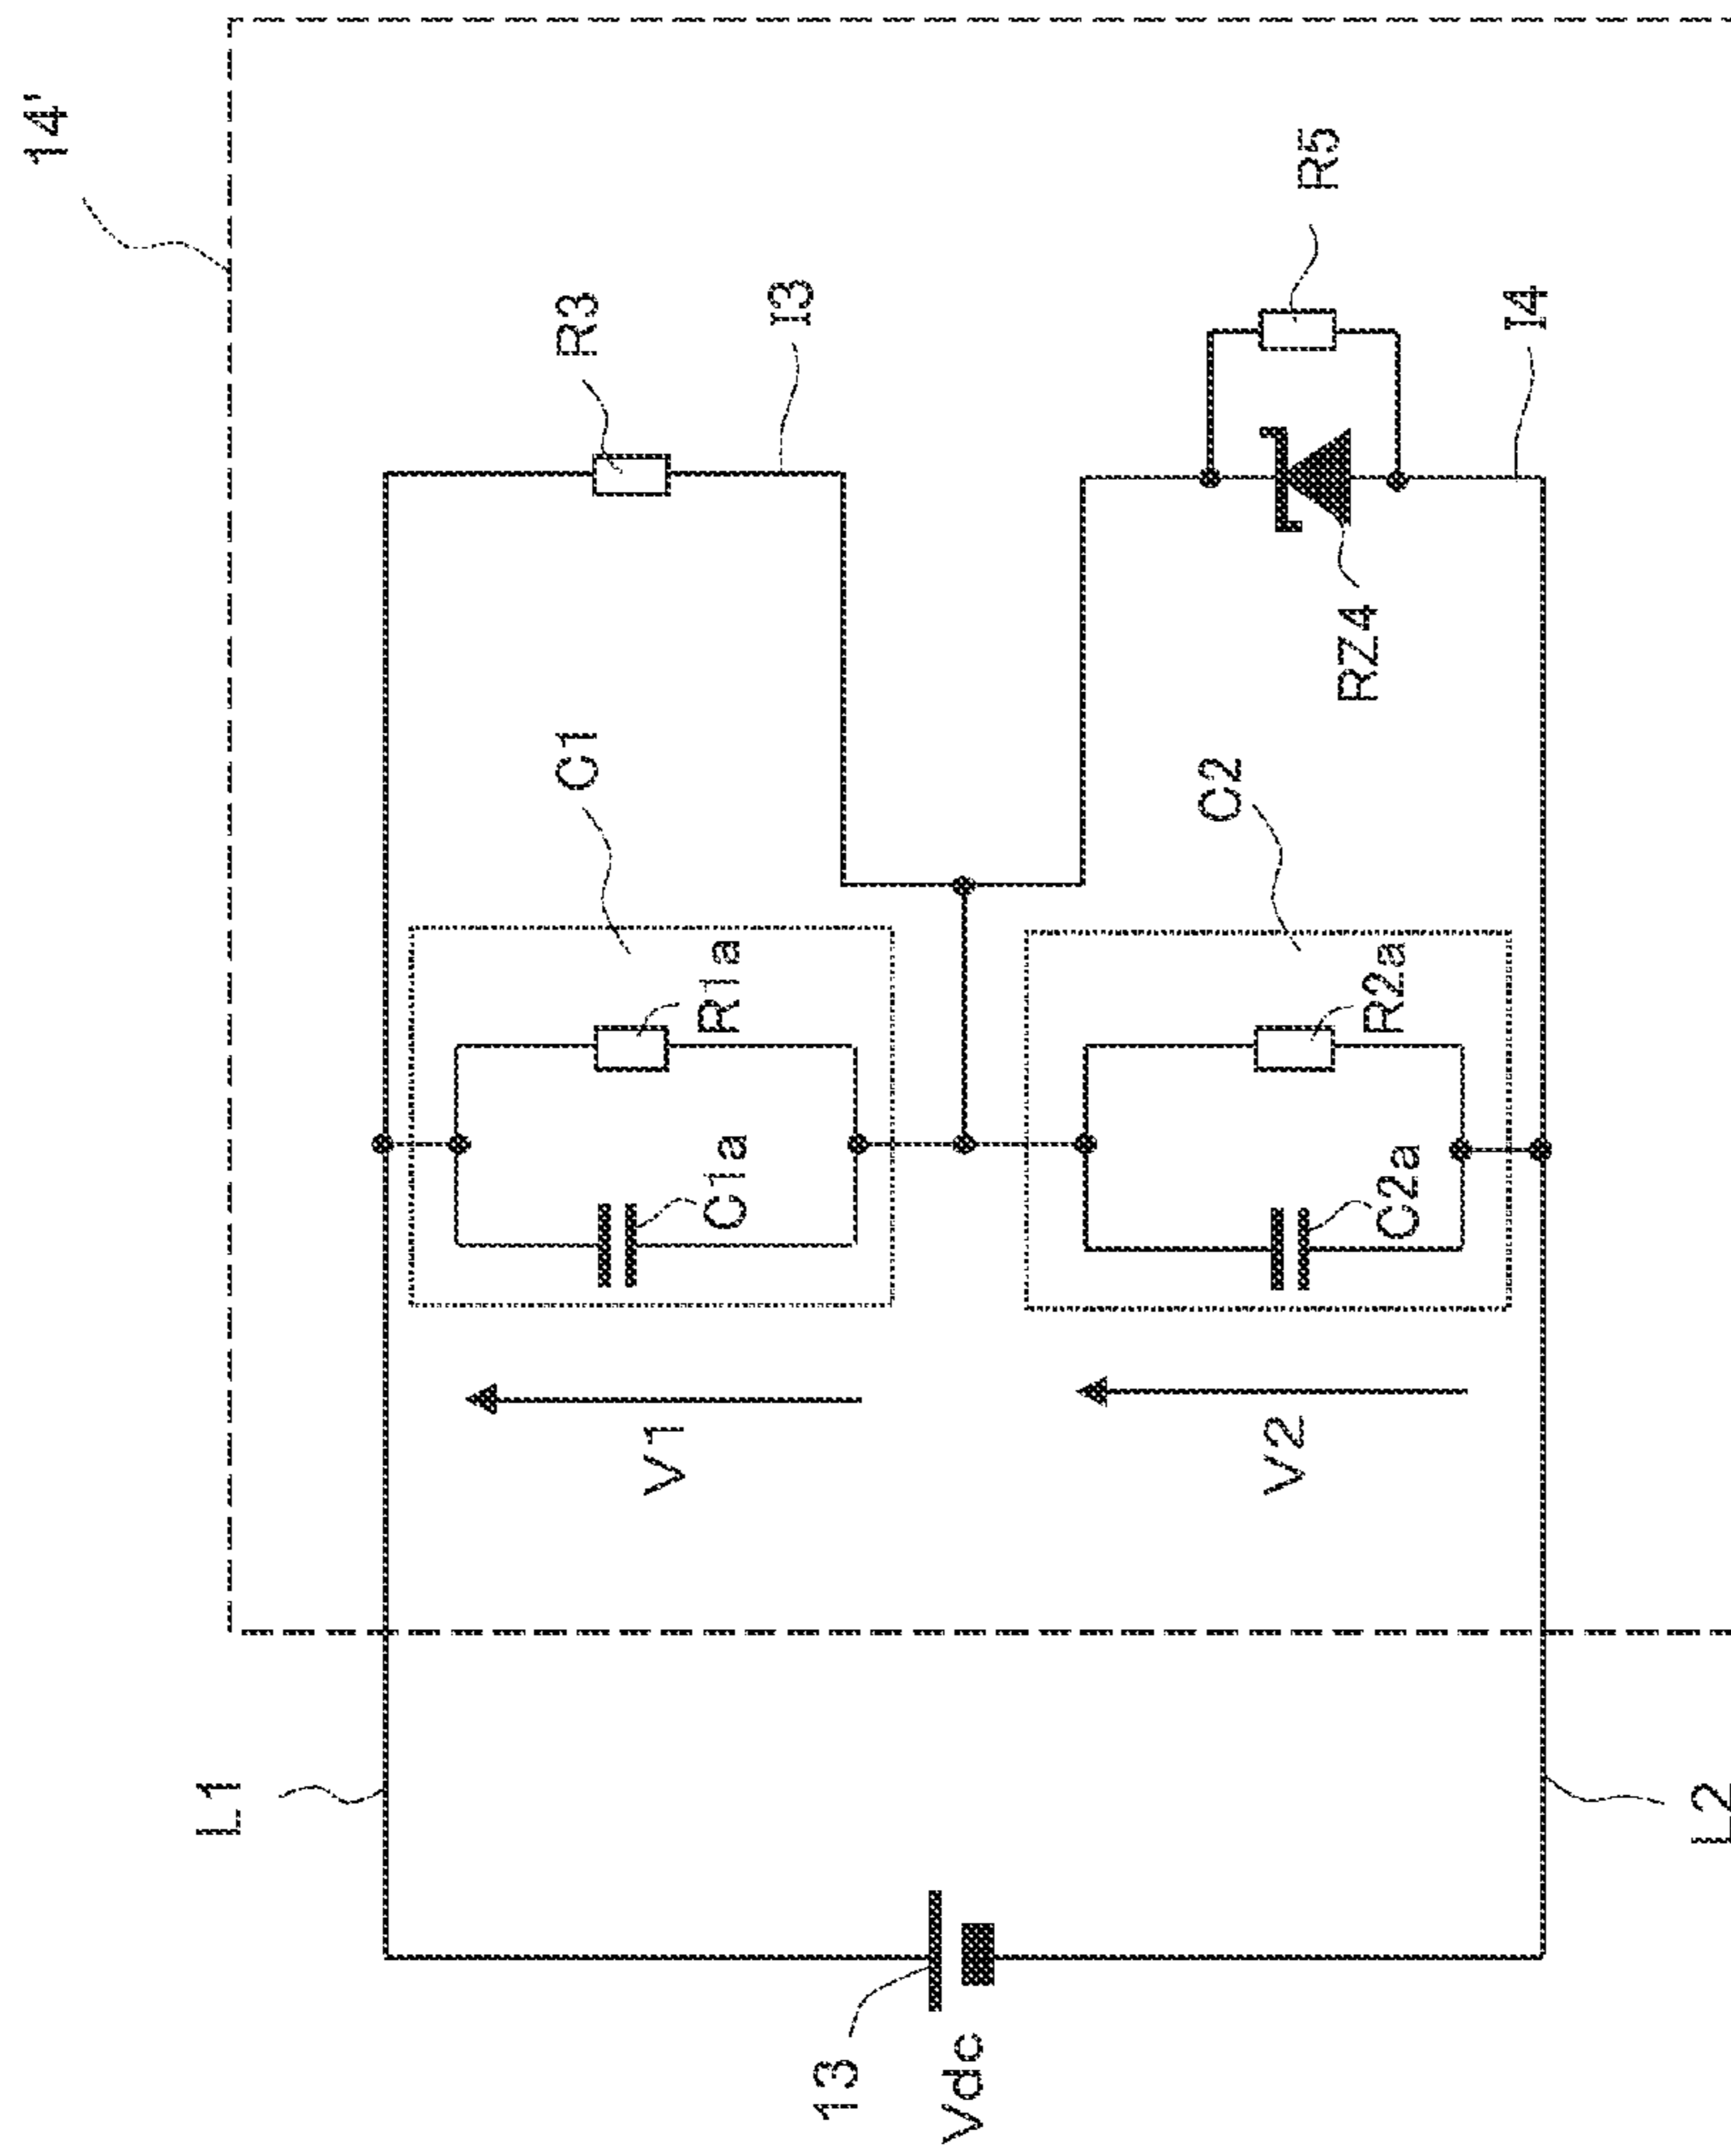 14'
R3
I3
R5
I4
RZ4
C1
C2
R1a
R2a
C1a
C2a
V1
V2
L1
L2
13
Vdc